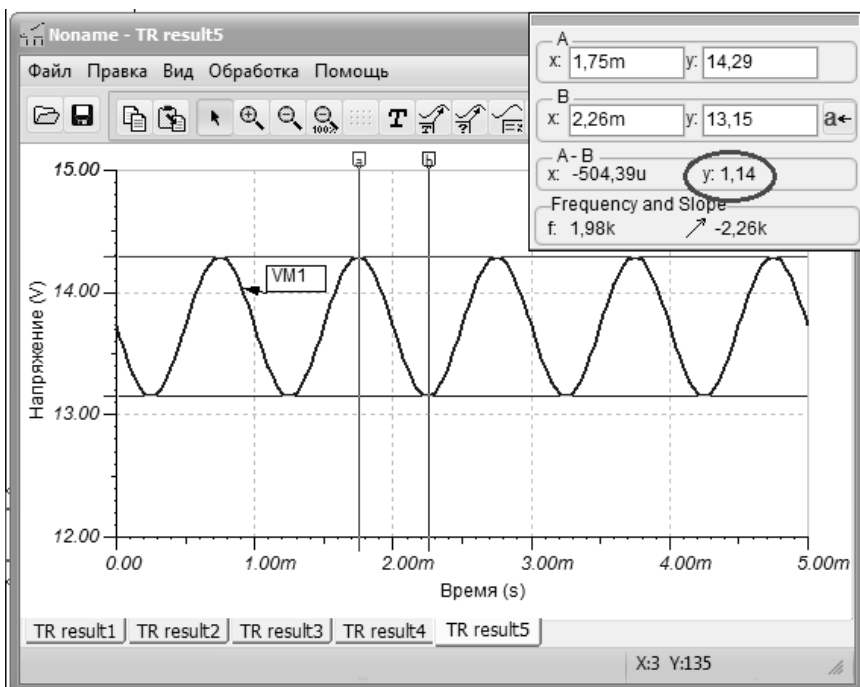 Noname - TR result5
Файл Правка Вид Обработка Помощь
100%
T
A
x: 1,75m y: 14,29
B
x: 2,26m y: 13,15 a←
A - B
x: -504,39u y: 1,14
Frequency and Slope
f: 1,98k ↗ -2,26k
a b
15.00
VM1
14.00
Напряжение (V)
13.00
12.00
0.00 1.00m 2.00m 3.00m 4.00m 5.00m
Время (s)
TR result1 TR result2 TR result3 TR result4 TR result5
X:3 Y:135